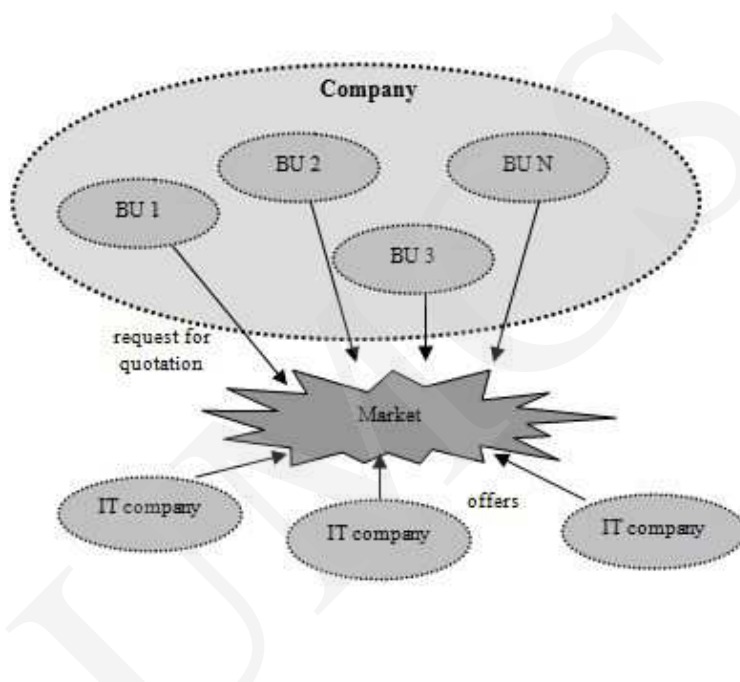 Company
BU 1
BU 2
BU 3
BU N
request for
quotation
Market
IT company
IT company
offers
IT company
UMCS